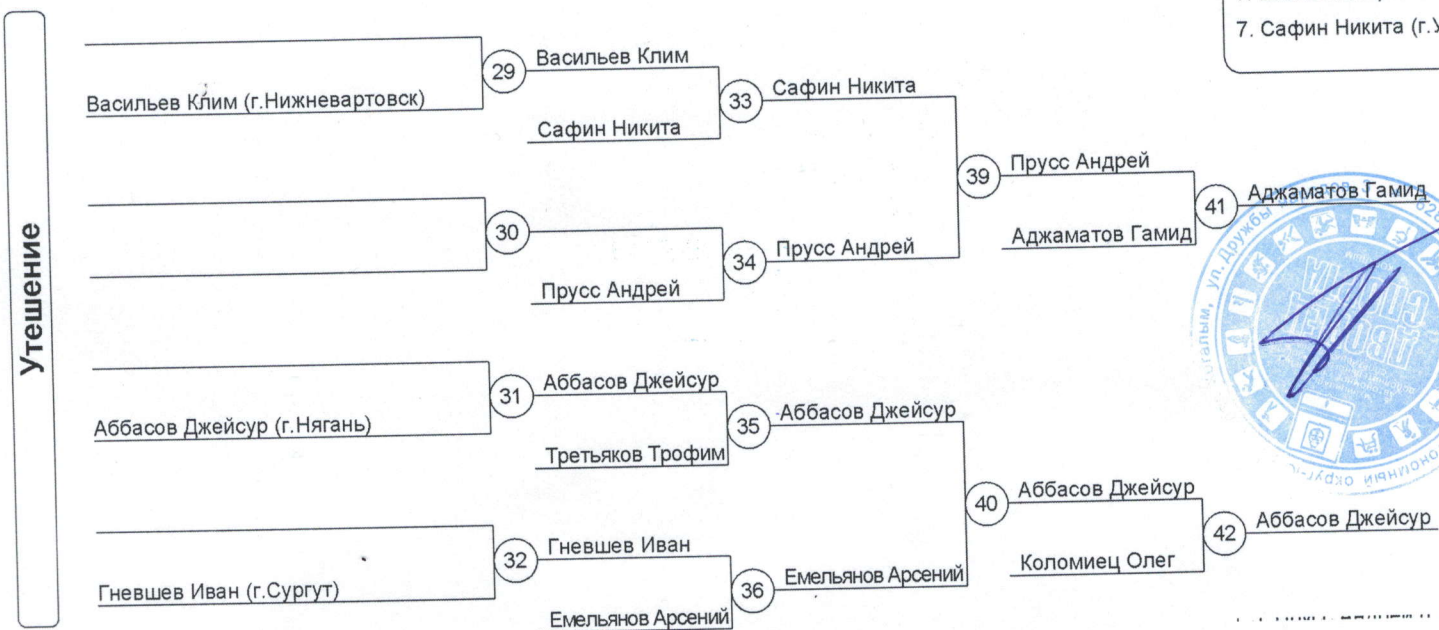 7. Сафин Никита (г.У
Утешение
29
Васильев Клим
Васильев Клим (г.Нижневартовск)
33
Сафин Никита
Сафин Никита
39
Прусс Андрей
30
41
Аджаматов Гамид
Аджаматов Гамид
34
Прусс Андрей
Прусс Андрей
31
Аббасов Джейсур
Аббасов Джейсур (г.Нягань)
35
Аббасов Джейсур
Третьяков Трофим
40
Аббасов Джейсур
42
Аббасов Джейсур
Коломиец Олег
32
Гневшев Иван
Гневшев Иван (г.Сургут)
36
Емельянов Арсений
Емельянов Арсений
ул. Дружбы